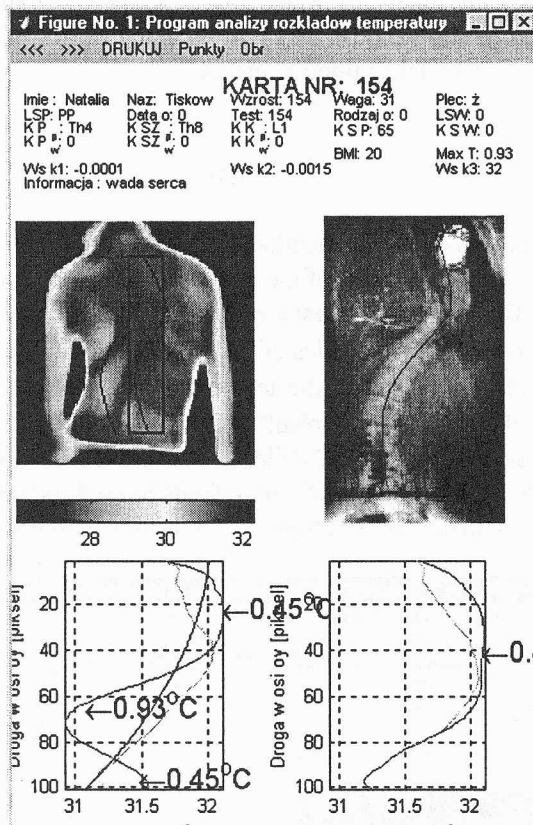 Figure No. 1: Program analizy rozkladow temperatury
<<< >>> DRUKUJ Punkty Obr
KARTA NR: 154
Imie : Natalia Naz: Tiskow Wzrost: 154 Waga: 31 Plec: ż
LSP: PP Data o: 0 Test: 154 Rodzaj o: 0 LSW: 0
K P : Th4 K SZ : Th8 K K : L1 K S P: 65 K S W: 0
K P p w : 0 K SZ p w : 0 K K p w : 0
BMI: 20 Max T: 0.93
Ws k1: -0.0001 Ws k2: -0.0015 Ws k3: 32
Informacja : wada serca
28 30 32
Droga w osi oy [piksel]
20
40
60
80
100
←0.45°C
←0.93°C
←0.45°C
31 31.5 32
Droga w osi oy [piksel]
20
40
60
80
100
31 31.5 32